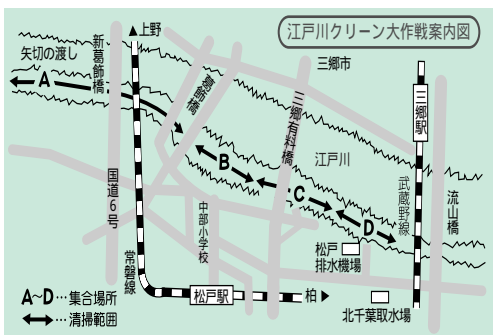 江戸川クリーン大作戦案内図
▲上野
新葛飾橋
矢切の渡し
三郷市
A
葛飾橋
三郷有料橋
三郷駅
江戸川
B
C
D
国道6号
中部小学校
武蔵野線
流山橋
松戸
排水機場
常磐線
A〜D…集合場所
…清掃範囲
松戸駅
柏▶
北千葉取水場